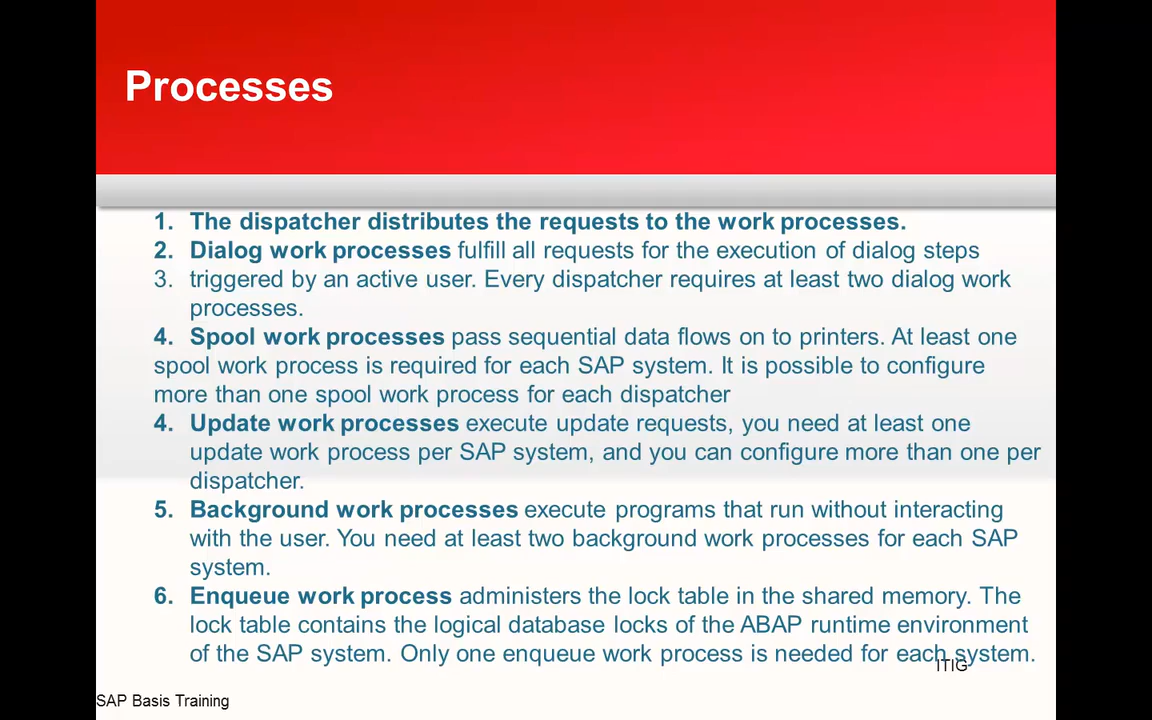 Processes
1. The dispatcher distributes the requests to the work processes.
2. Dialog work processes fulfill all requests for the execution of dialog steps
3. triggered by an active user. Every dispatcher requires at least two dialog work
processes.
4. Spool work processes pass sequential data flows on to printers. At least one
spool work process is required for each SAP system. It is possible to configure
more than one spool work process for each dispatcher
4. Update work processes execute update requests, you need at least one
update work process per SAP system, and you can configure more than one per
dispatcher.
5. Background work processes execute programs that run without interacting
with the user. You need at least two background work processes for each SAP
system.
6. Enqueue work process administers the lock table in the shared memory. The
lock table contains the logical database locks of the ABAP runtime environment
of the SAP system. Only one enqueue work process is needed for each system.
ITIG
SAP Basis Training